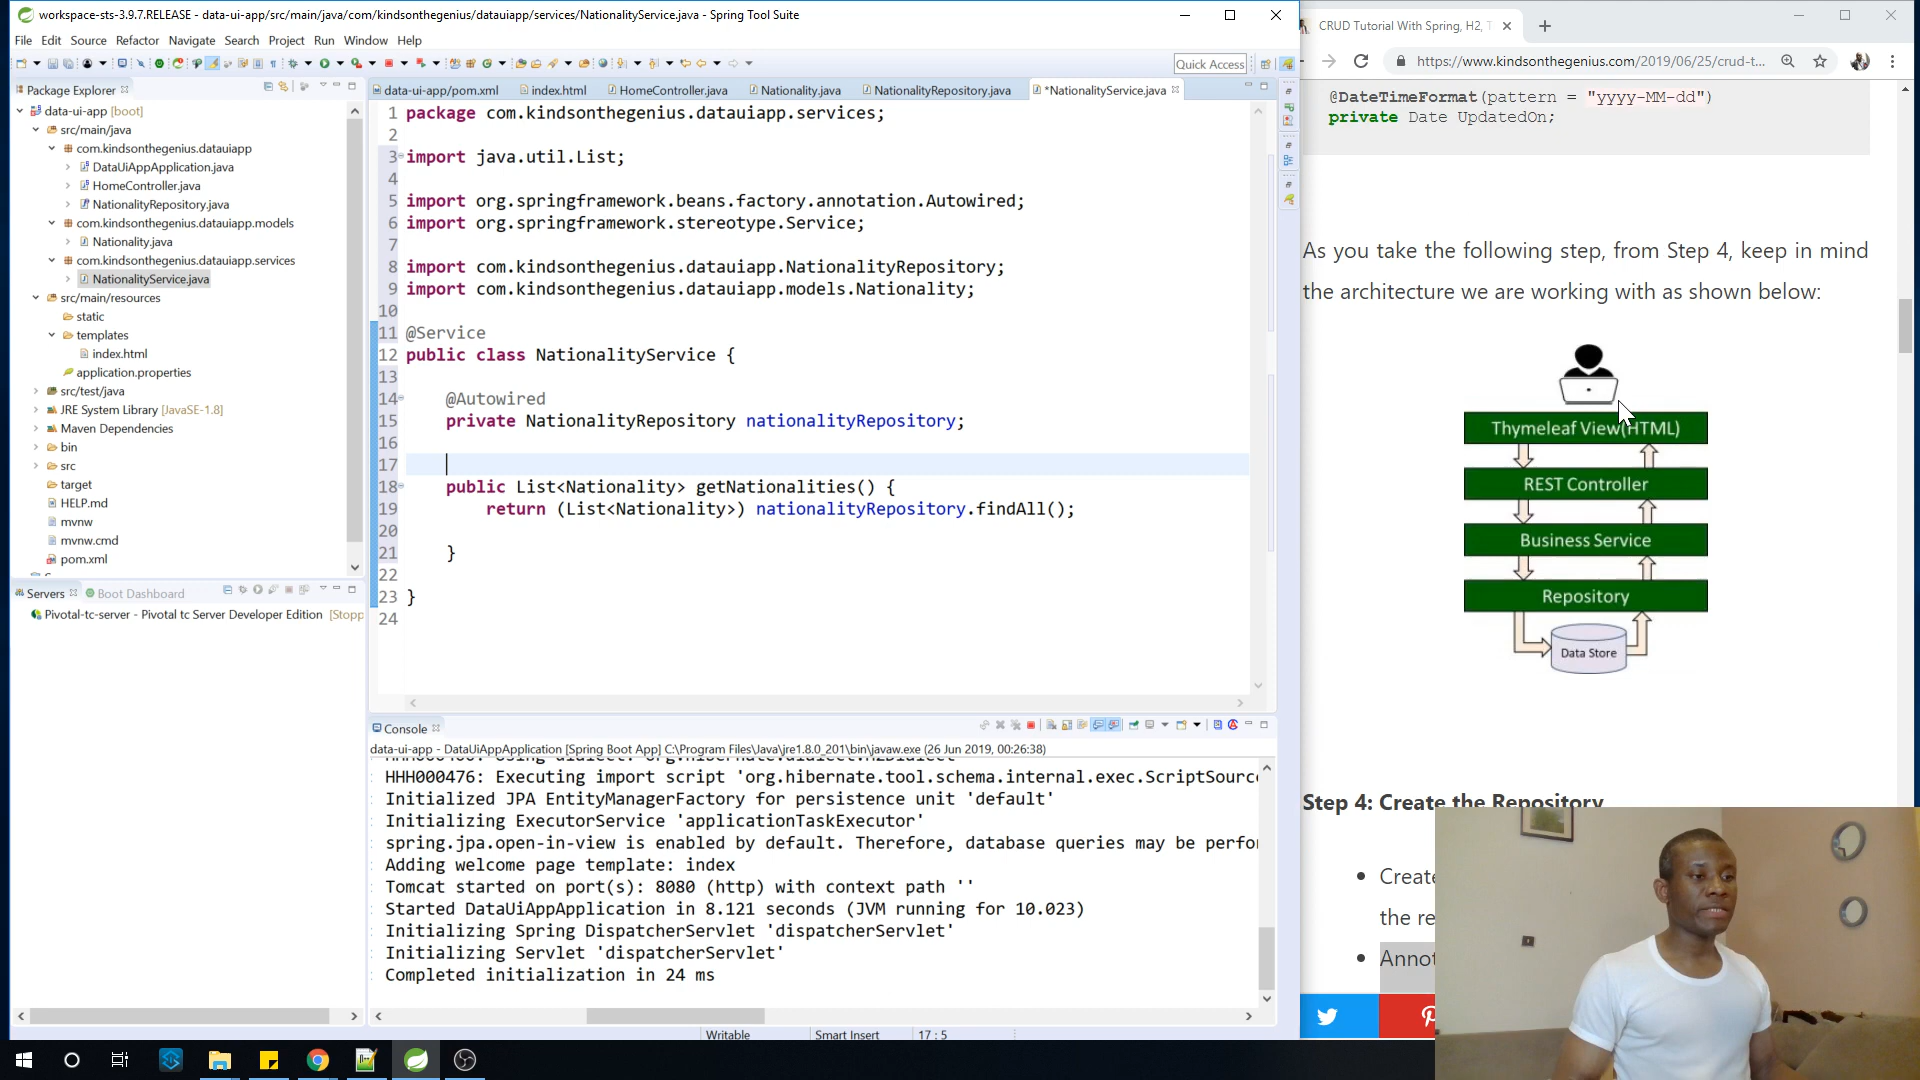 workspace-sts-3.9.7.RELEASE - data-ui-app/src/main/java/com/kindsonthegenius/datauiapp/services/NationalityService.java - Spring Tool Suite
File Edit Source Refactor Navigate Search Project Run Window Help
Quick Access
Package Explorer
data-ui-app [boot]
src/main/java
com.kindsonthegenius.datauiapp
DataUiAppApplication.java
HomeController.java
NationalityRepository.java
com.kindsonthegenius.datauiapp.models
Nationality.java
com.kindsonthegenius.datauiapp.services
NationalityService.java
src/main/resources
static
templates
index.html
application.properties
src/test/java
JRE System Library [JavaSE-1.8]
Maven Dependencies
bin
src
target
HELP.md
mvnw
mvnw.cmd
pom.xml
Servers Boot Dashboard
Pivotal-tc-server - Pivotal tc Server Developer Edition [Stopp
data-ui-app/pom.xml index.html HomeController.java Nationality.java NationalityRepository.java *NationalityService.java
1 package com.kindsonthegenius.datauiapp.services;
2
3 import java.util.List;
4
5 import org.springframework.beans.factory.annotation.Autowired;
6 import org.springframework.stereotype.Service;
7
8 import com.kindsonthegenius.datauiapp.NationalityRepository;
9 import com.kindsonthegenius.datauiapp.models.Nationality;
10
11 @Service
12 public class NationalityService {
13
14 @Autowired
15 private NationalityRepository nationalityRepository;
16
17
18 public List<Nationality> getNationalities() {
19 return (List<Nationality>) nationalityRepository.findAll();
20
21 }
22
23 }
24
Console
data-ui-app - DataUiAppApplication [Spring Boot App] C:\Program Files\Java\jre1.8.0_201\bin\javaw.exe (26 Jun 2019, 00:26:38)
HHH000476: Executing import script 'org.hibernate.tool.schema.internal.exec.ScriptSource
Initialized JPA EntityManagerFactory for persistence unit 'default'
Initializing ExecutorService 'applicationTaskExecutor'
spring.jpa.open-in-view is enabled by default. Therefore, database queries may be perfor
Adding welcome page template: index
Tomcat started on port(s): 8080 (http) with context path ''
Started DataUiAppApplication in 8.121 seconds (JVM running for 10.023)
Initializing Spring DispatcherServlet 'dispatcherServlet'
Initializing Servlet 'dispatcherServlet'
Completed initialization in 24 ms
Writable Smart Insert 17 : 5
CRUD Tutorial With Spring, H2, T
https://www.kindsonthegenius.com/2019/06/25/crud-t...
@DateTimeFormat(pattern = "yyyy-MM-dd")
private Date UpdatedOn;
As you take the following step, from Step 4, keep in mind
the architecture we are working with as shown below:
Thymeleaf View(HTML)
REST Controller
Business Service
Repository
Data Store
Step 4: Create the Repository
Create
the re
Annot